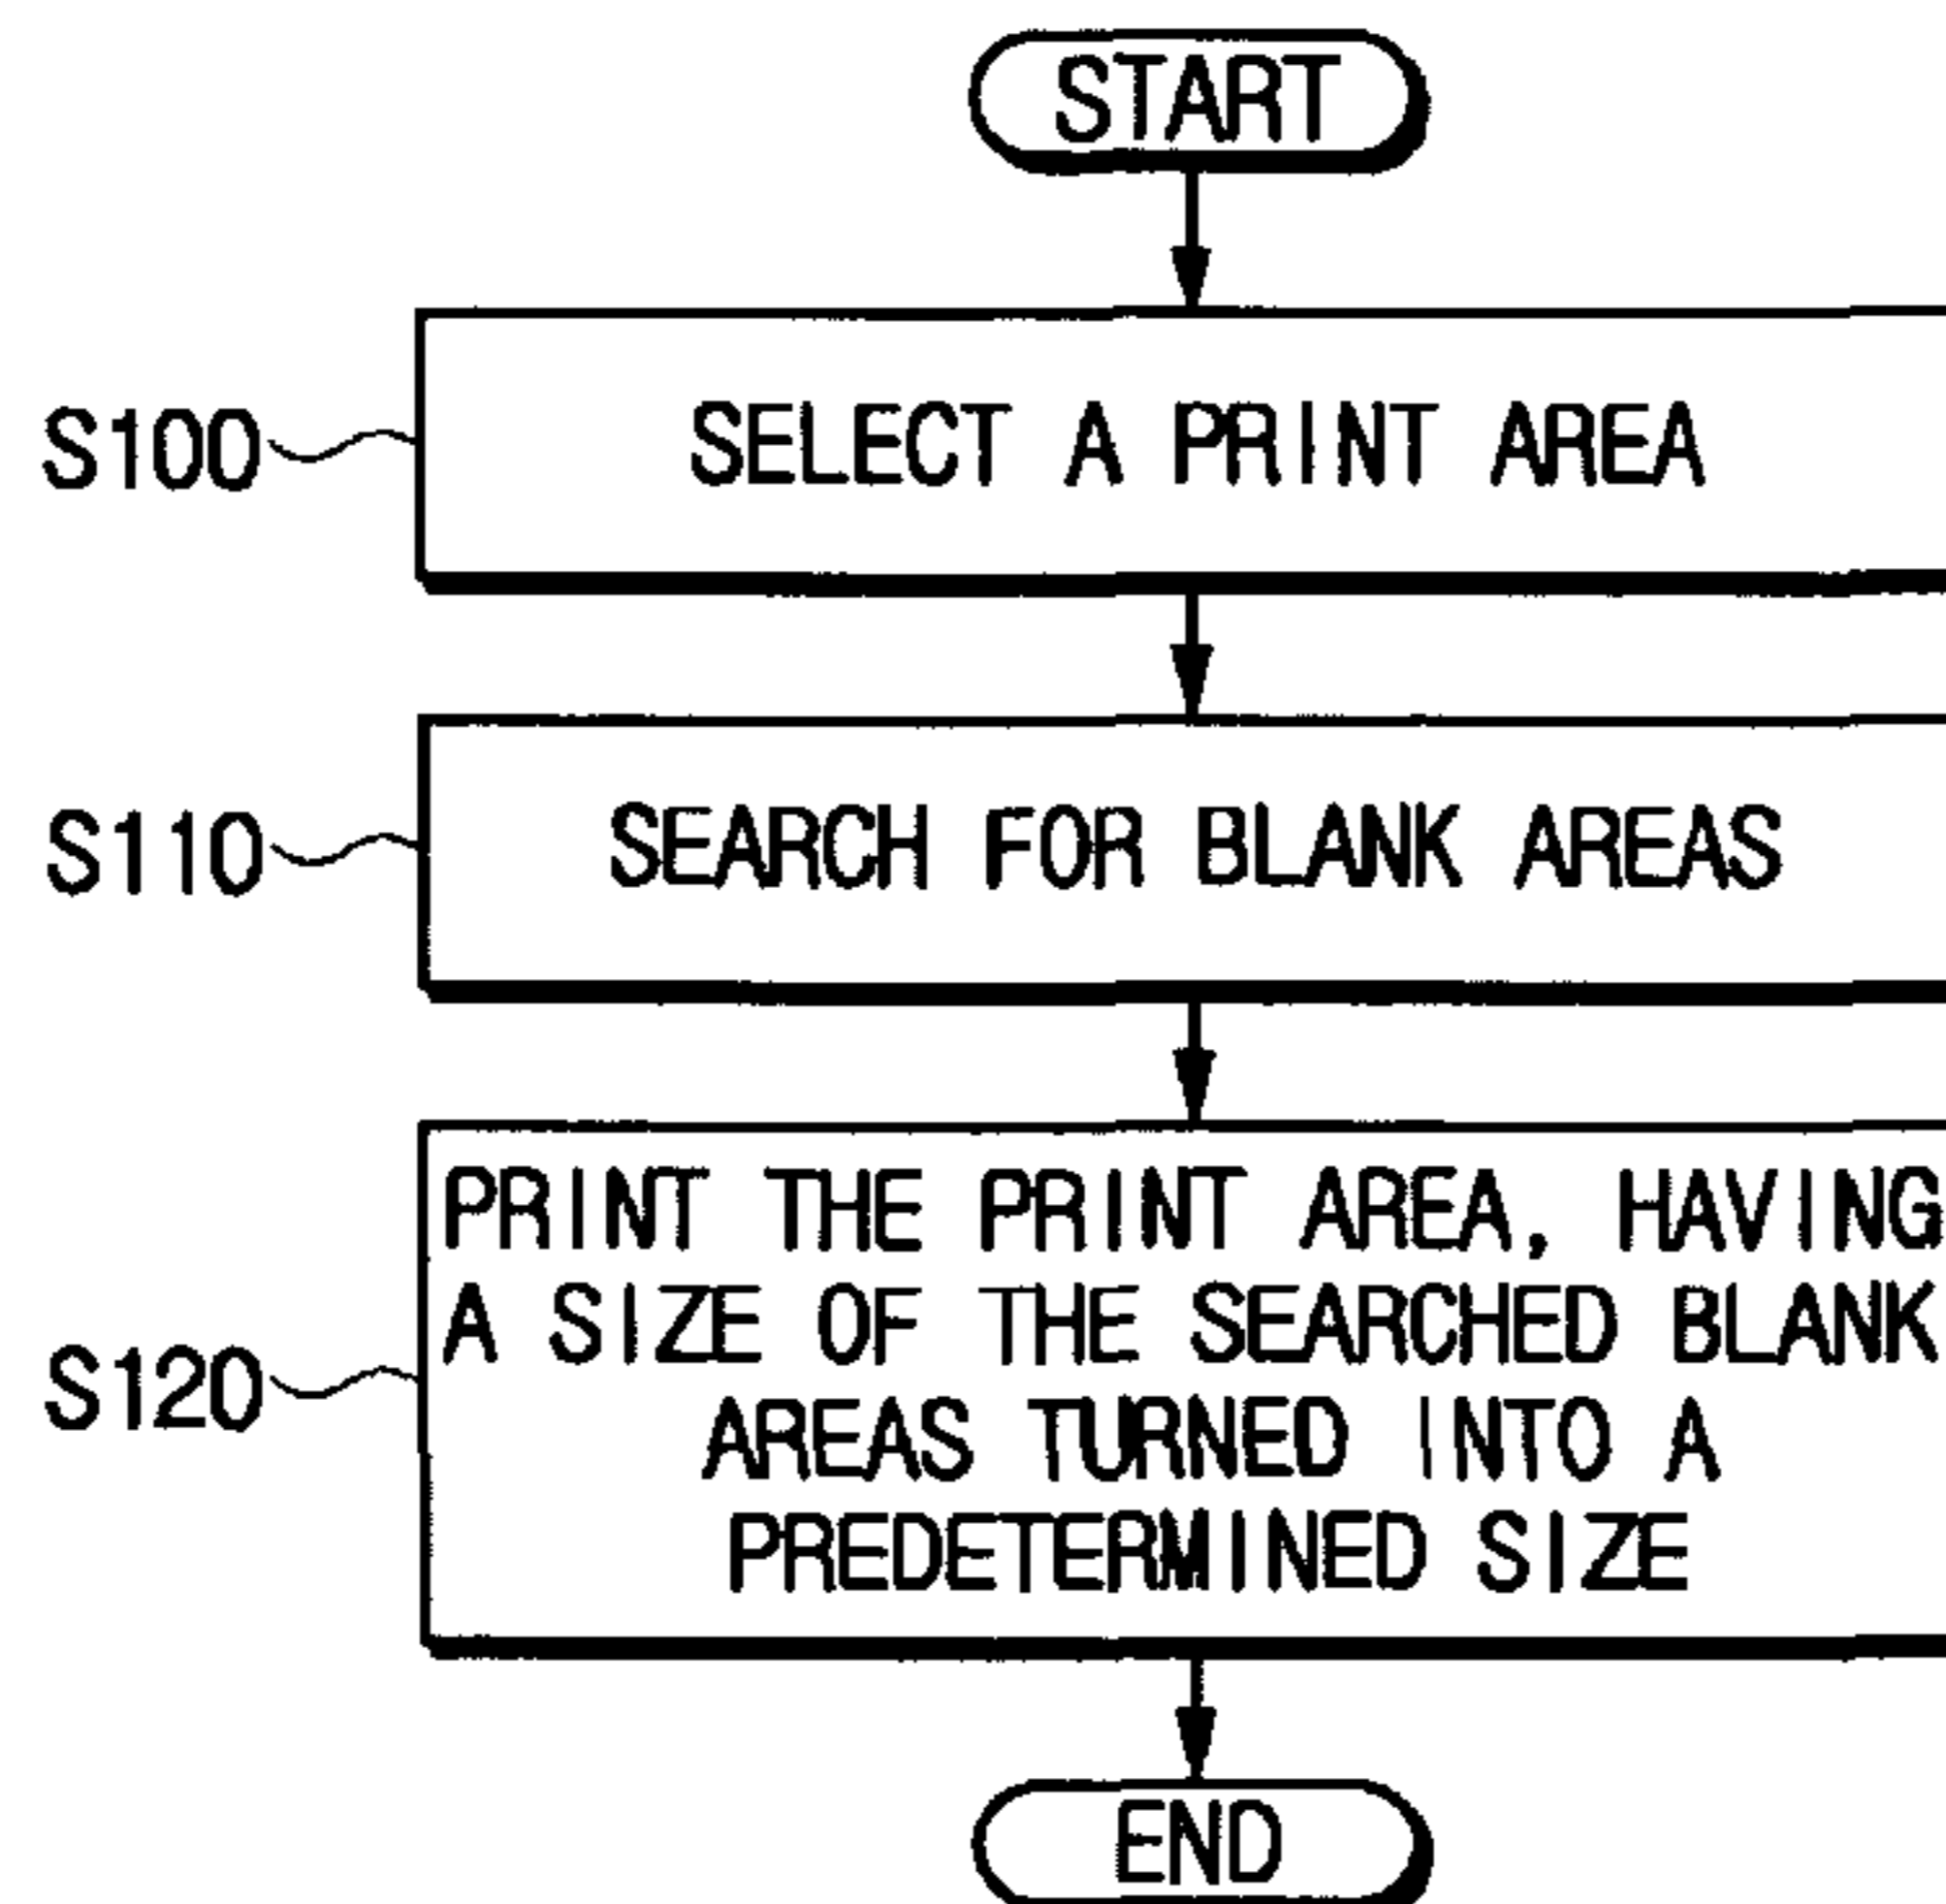 START
S100
SELECT A PRINT AREA
S110
SEARCH FOR BLANK AREAS
PRINT THE PRINT AREA, HAVING
A SIZE OF THE SEARCHED BLANK
S120
AREAS TURNED INTO A
PREDETERMINED SIZE
END